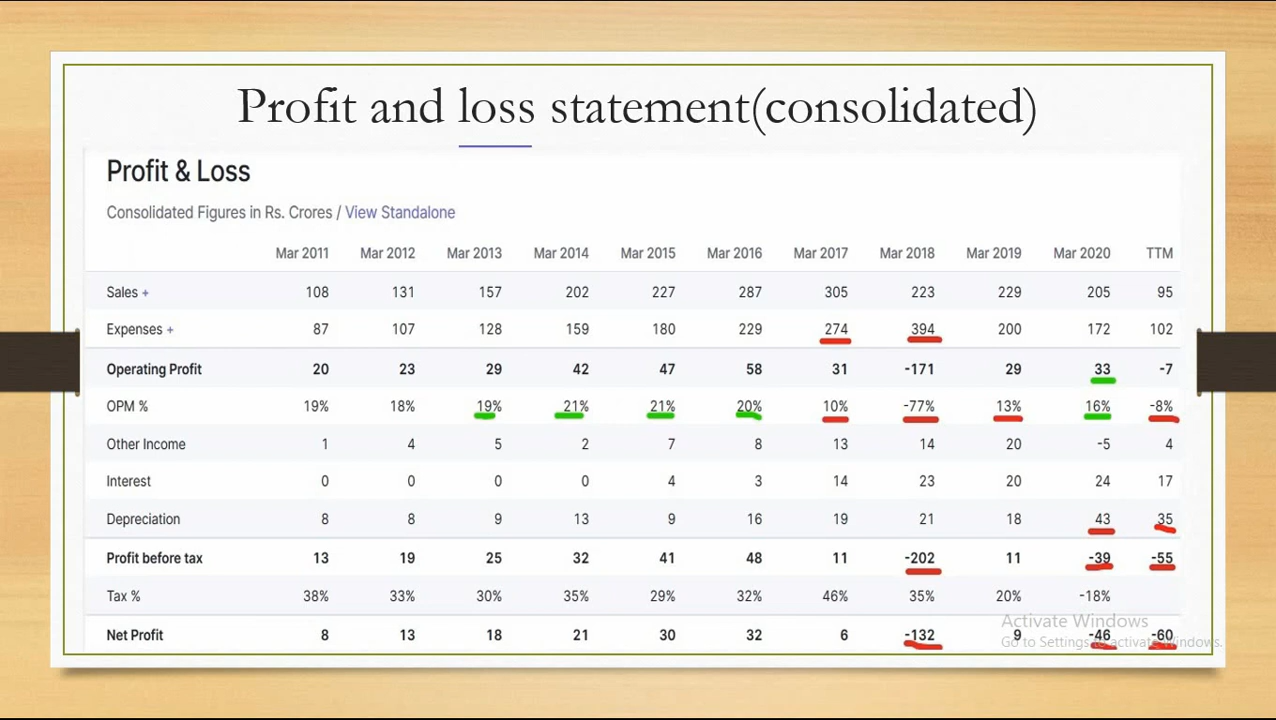 Profit and loss statement(consolidated)
Profit & Loss
Consolidated Figures in Rs. Crores / View Standalone
Mar 2011 Mar 2012 Mar 2013 Mar 2014 Mar 2015 Mar 2016 Mar 2017 Mar 2018 Mar 2019 Mar 2020 TTM
Sales + 108 131 157 202 227 287 305 223 229 205 95
Expenses + 87 107 128 159 180 229 274 394 200 172 102
Operating Profit 20 23 29 42 47 58 31 -171 29 33 -7
OPM % 19% 18% 19% 21% 21% 20% 10% -77% 13% 16% -8%
Other Income 1 4 5 2 7 8 13 14 20 -5 4
Interest 0 0 0 0 4 3 14 23 20 24 17
Depreciation 8 8 9 13 9 16 19 21 18 43 35
Profit before tax 13 19 25 32 41 48 11 -202 11 -39 -55
Tax % 38% 33% 30% 35% 29% 32% 46% 35% 20% -18%
Activate Windows
Net Profit 8 13 18 21 30 32 6 -132 9 -46 -60
Go to Settings to activate Windows.